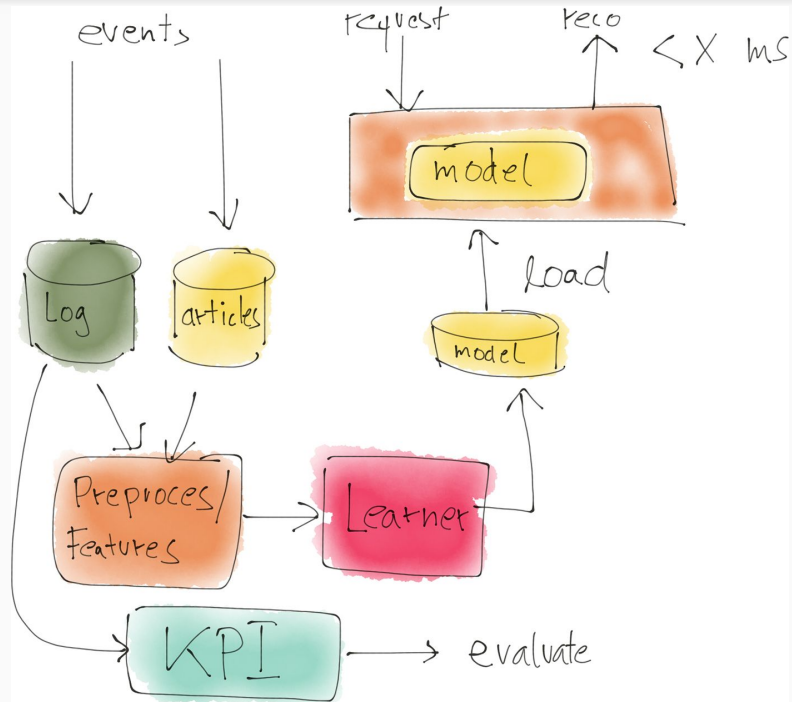 events
request
reco
< X ms
model
Log
articles
Load
model
Preproces/
Features
Learner
KPI
evaluate